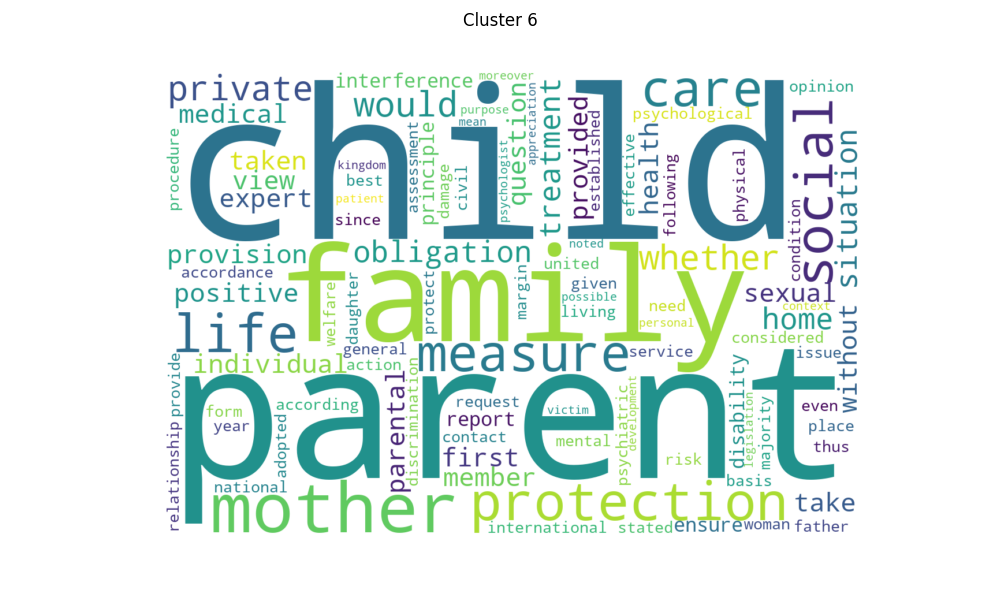 Cluster 6
private
interference
moreover
would
purpose
mean
question
appreciation
treatment
care
opinion
psychological
medical
procedure
taken
view
expert
kingdom
best
patient
since
child
assessment
principle
damage
civil
psychologist
provided
established
effective
health
following
physical
condition
social
situation
provision
accordance
positive
obligation
noted
united
whether
family
welfare
daughter
protect
margin
given
possible
living
need
personal
sexual
context
home
considered
without
life
general
individual
action
measure
service
issue
provide
relationship
form
year
according
adopted
national
parent
parental
discrimination
request
report
contact
first
member
victim
mental
psychiatric
development
risk
disability
legislation
majority
basis
even
place
thus
mother
protection
international
stated
ensure
woman
take
father